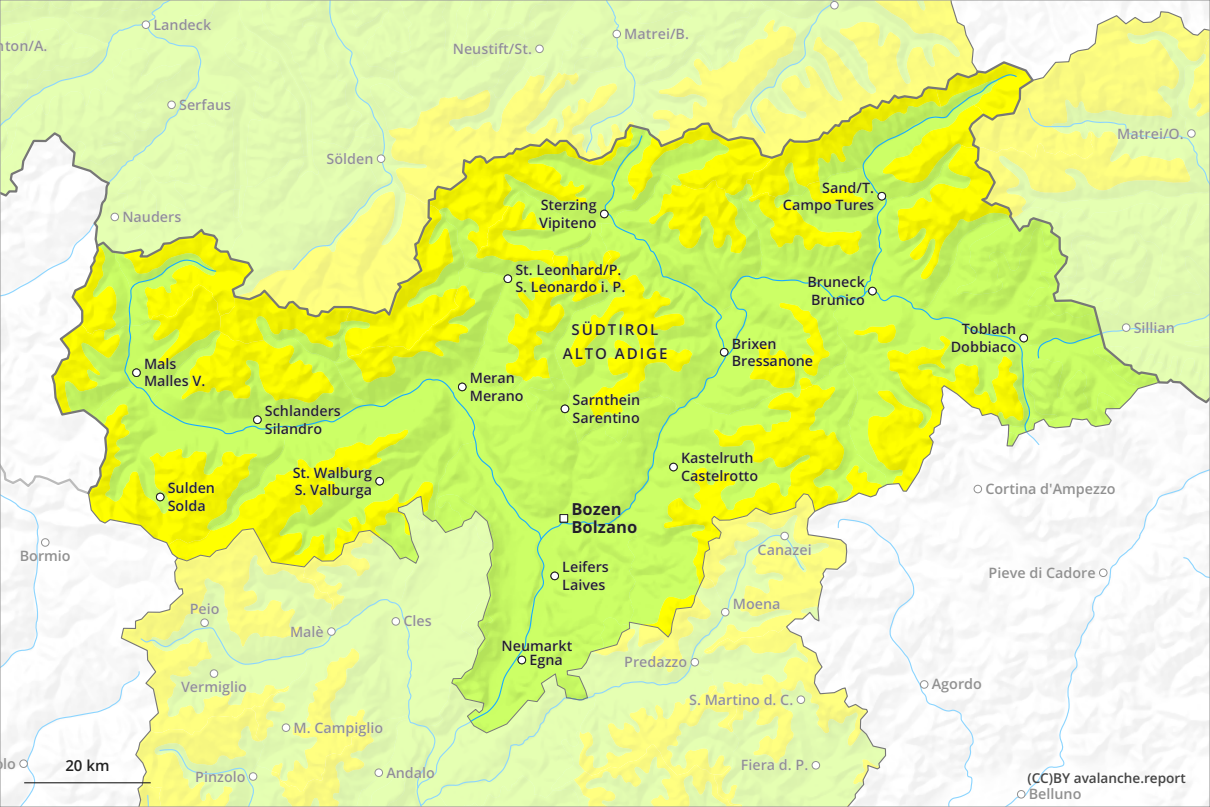 Landeck
Matrei/B.
nton/A.
Neustift/St.
Serfaus
Matrei/O.
Sölden
Sand/T.
Campo Tures
Nauders
Sterzing
Vipiteno
St. Leonhard/P.
S. Leonardo i. P.
Bruneck
Brunico
SÜDTIROL
ALTO ADIGE
Toblach
Dobbiaco
Sillian
Brixen
Bressanone
Mals
Malles V.
Meran
Merano
Sarnthein
Sarentino
Schlanders
Silandro
Kastelruth
Castelrotto
St. Walburg
S. Valburga
Sulden
Solda
Cortina d'Ampezzo
Bozen
Bolzano
Bormio
Canazei
Leifers
Laives
Pieve di Cadore
Peio
Moena
Malè
Cles
Neumarkt
Egna
Predazzo
Vermiglio
Agordo
S. Martino d. C.
M. Campiglio
20 km
olo
Pinzolo
Andalo
Fiera d. P.
(CC)BY avalanche.report
Belluno